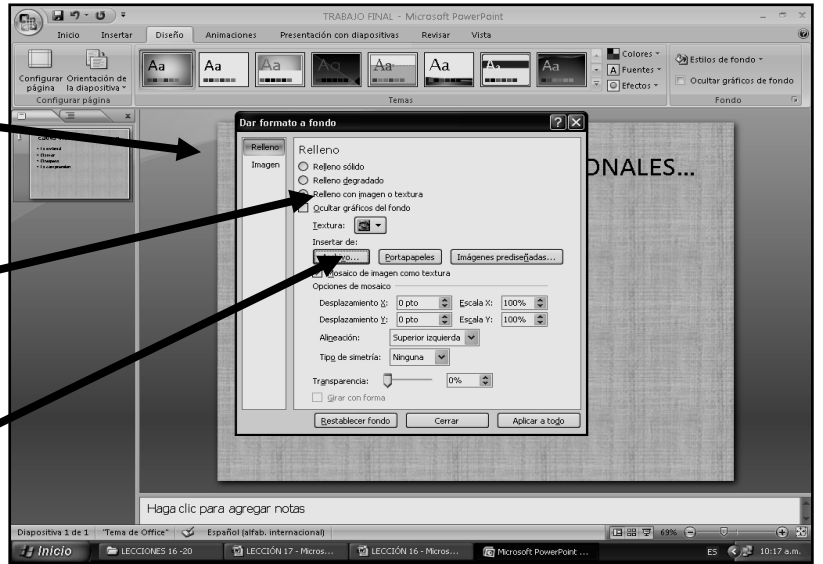 TRABAJO FINAL - Microsoft PowerPoint
Inicio Insertar Diseño Animaciones Presentación con diapositivas Revisar Vista
Configurar página
Orientación de la diapositiva
Configurar página
Aa Aa Aa Aa Aa Aa Aa Aa
Temas
Colores
Fuentes
Efectos
Estilos de fondo
Ocultar gráficos de fondo
Fondo
1
DNALES...
Dar formato a fondo
Relleno
Imagen
Relleno
Relleno sólido
Relleno degradado
Relleno con imagen o textura
Ocultar gráficos del fondo
Textura:
Insertar de:
Portapapeles Imágenes prediseñadas...
Mosaico de imagen como textura
Opciones de mosaico
Desplazamiento X: 0 pto Escala X: 100%
Desplazamiento Y: 0 pto Escala Y: 100%
Alineación: Superior izquierda
Tipo de simetría: Ninguna
Transparencia: 0%
Girar con forma
Restablecer fondo Cerrar Aplicar a todo
Haga clic para agregar notas
Diapositiva 1 de 1 "Tema de Office" Español (alfab. internacional) 69%
Inicio LECCIONES 16 -20 LECCIÓN 17 - Micros... LECCIÓN 16 - Micros... Microsoft PowerPoint ... ES 10:17 a.m.